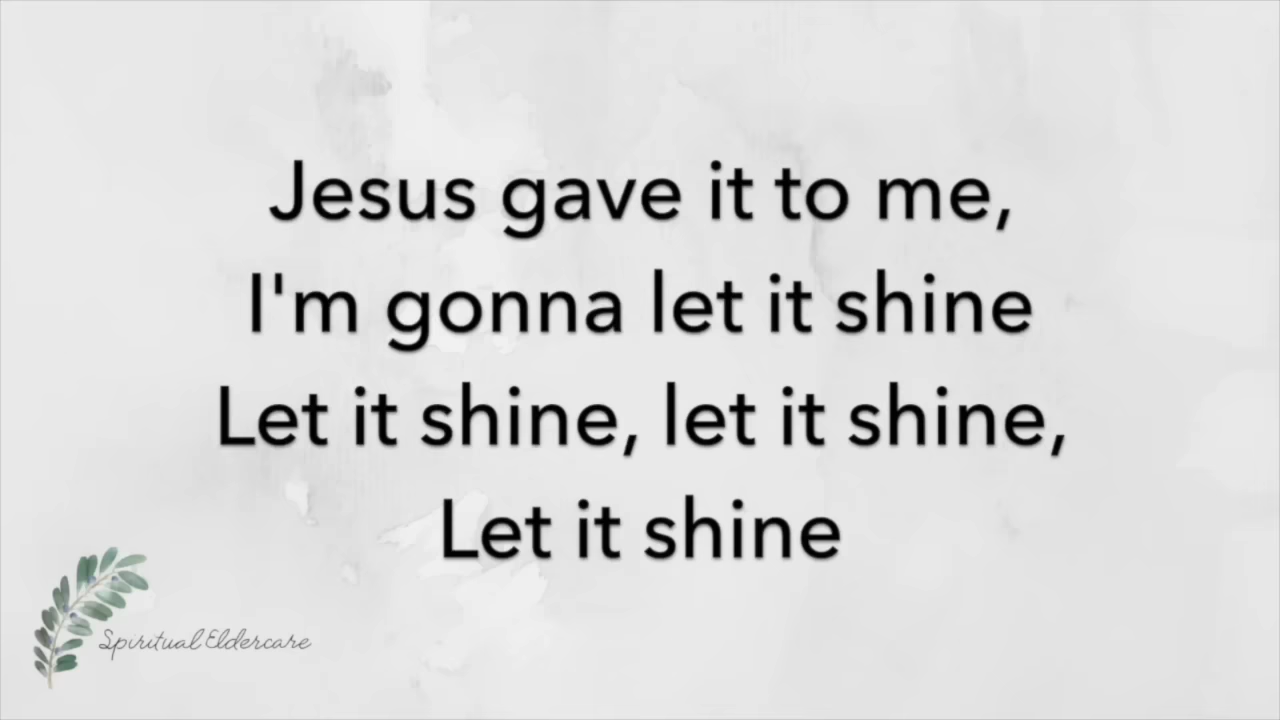 Jesus gave it to me,
I'm gonna let it shine
Let it shine, let it shine,
Let it shine
Spiritual Eldercare